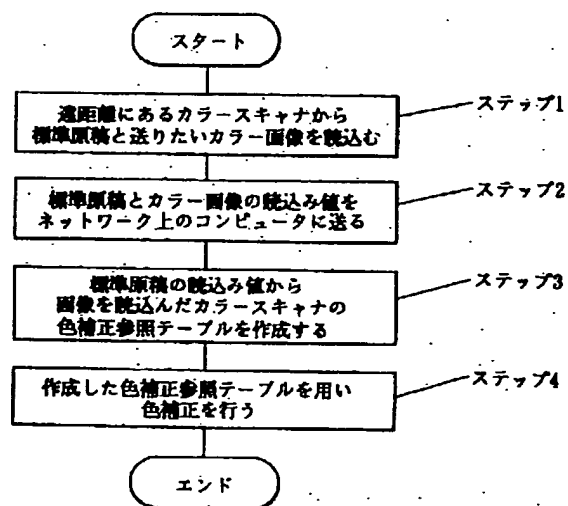 スタート
遠距離にあるカラースキャナから
標準原稿と送りたいカラー画像を読込む
ステップ1
標準原稿とカラー画像の読込み値を
ネットワーク上のコンピュータに送る
ステップ2
標準原稿の読込み値から
画像を読込んだカラースキャナの
色補正参照テーブルを作成する
ステップ3
作成した色補正参照テーブルを用い
色補正を行う
ステップ4
エンド